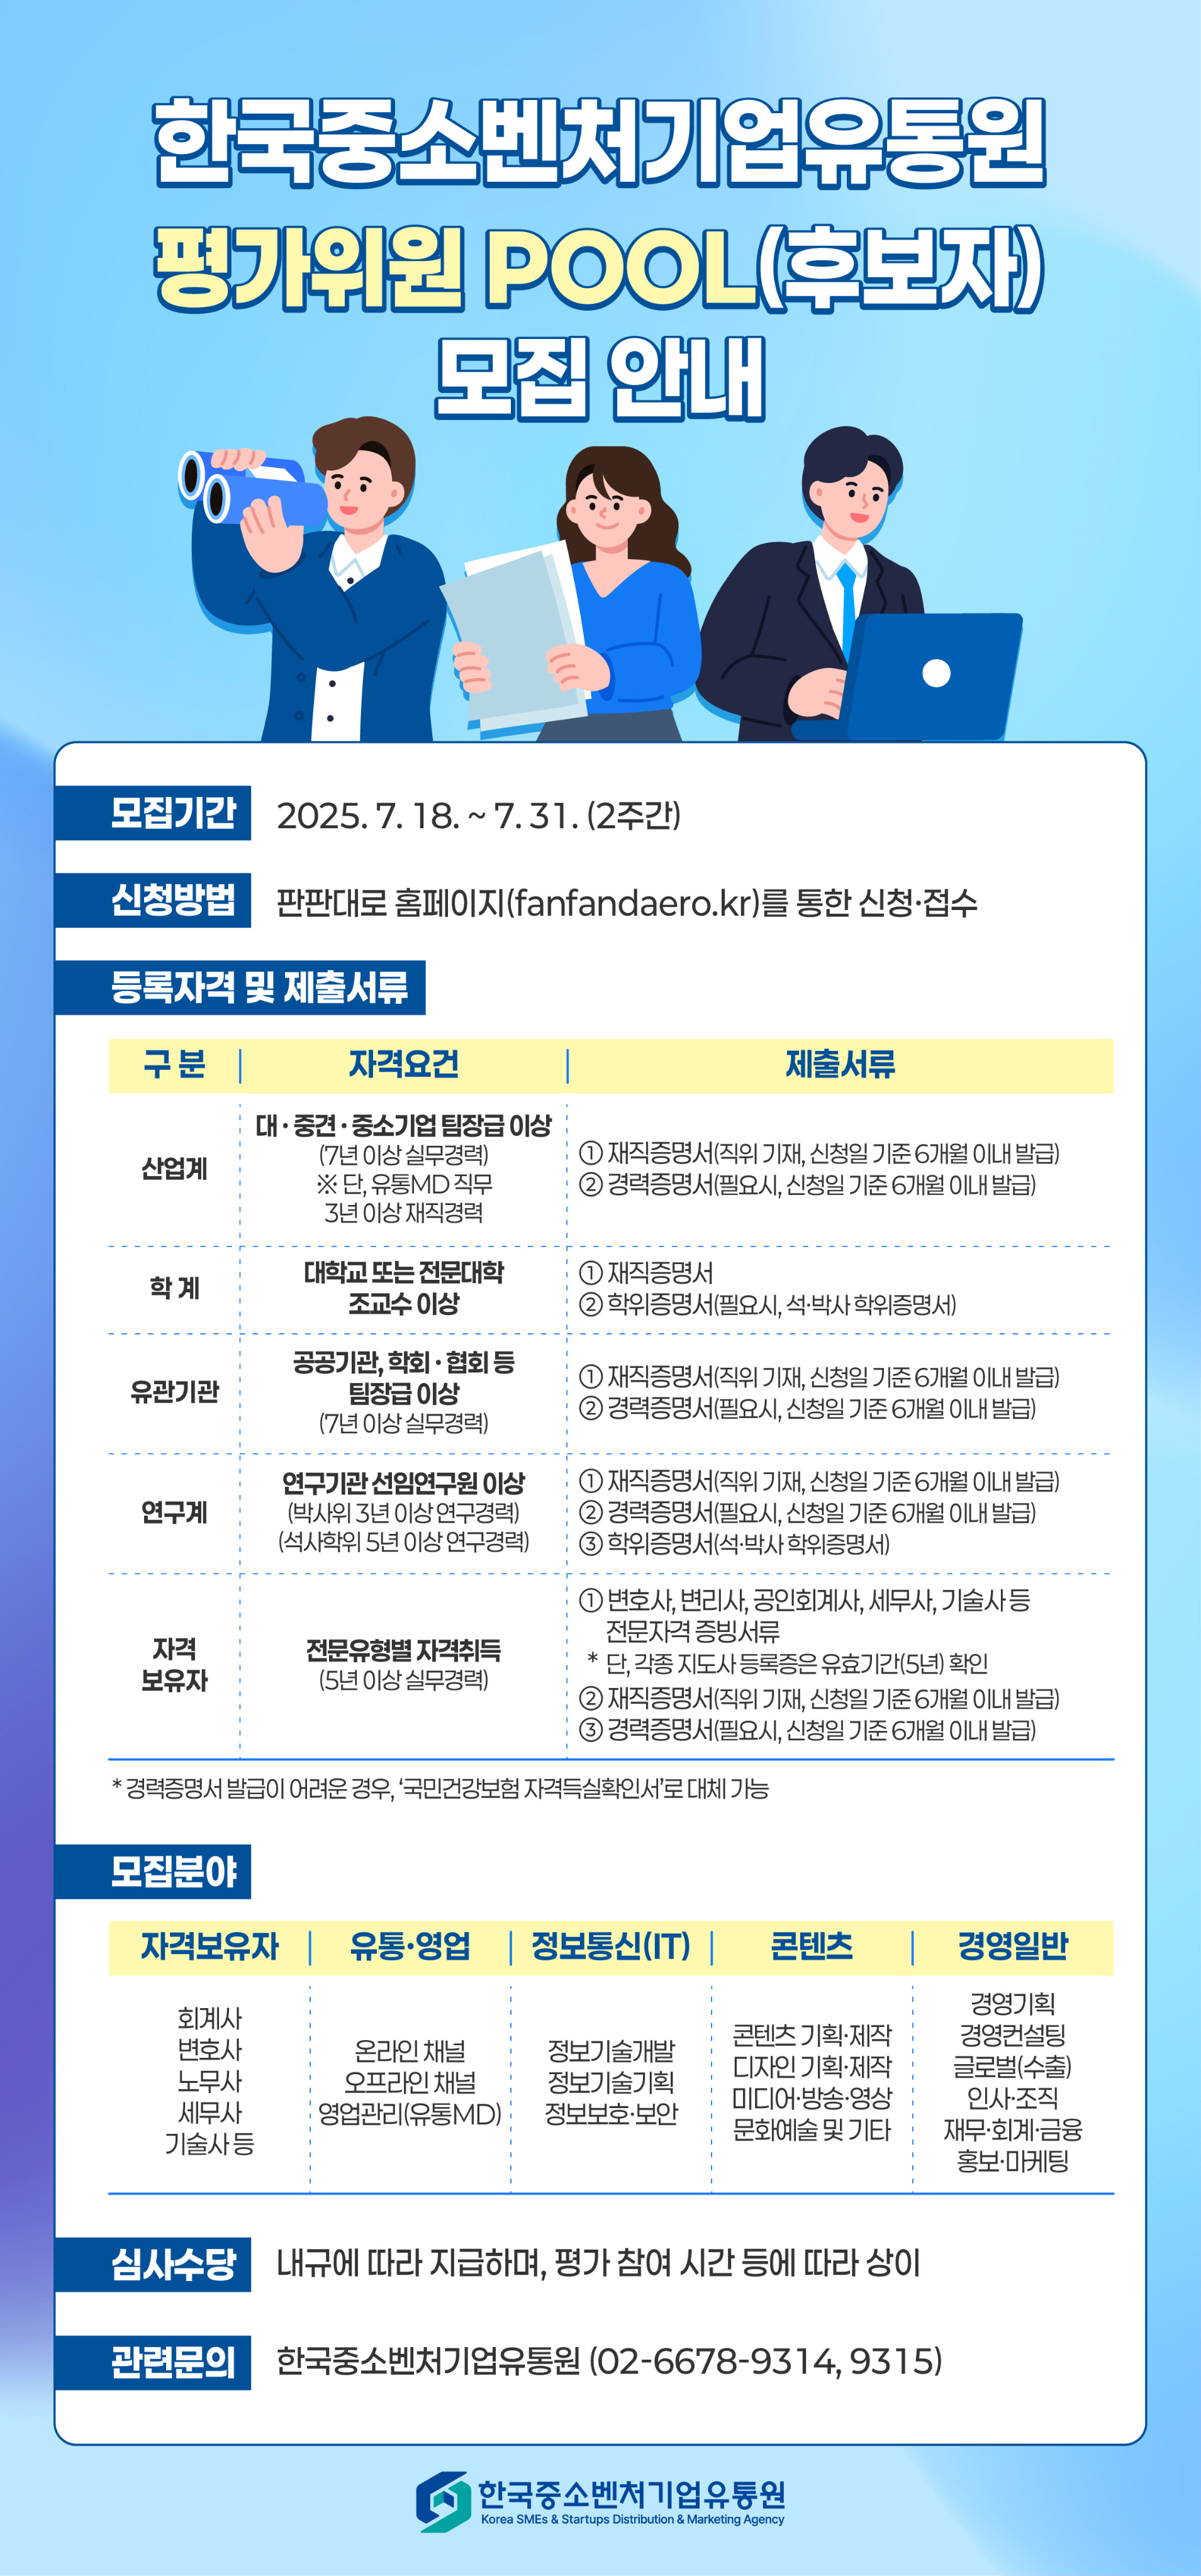 한국중소벤처기업유통원
평가위원 POOL(후보자)
모집 안내
모집기간
2025. 7. 18. ~ 7. 31. (2주간)
신청방법
판판대로 홈페이지(fanfandaero.kr)를 통한 신청·접수
등록자격 및 제출서류
구 분
자격요건
제출서류
산업계
대 · 중견 · 중소기업 팀장급 이상
(7년 이상 실무경력)
※ 단, 유통MD 직무
3년 이상 재직경력
① 재직증명서(직위 기재, 신청일 기준 6개월 이내 발급)
② 경력증명서(필요시, 신청일 기준 6개월 이내 발급)
학 계
대학교 또는 전문대학
조교수 이상
① 재직증명서
② 학위증명서(필요시, 석·박사 학위증명서)
유관기관
공공기관, 학회 · 협회 등
팀장급 이상
(7년 이상 실무경력)
① 재직증명서(직위 기재, 신청일 기준 6개월 이내 발급)
② 경력증명서(필요시, 신청일 기준 6개월 이내 발급)
연구계
연구기관 선임연구원 이상
(박사위 3년 이상 연구경력)
(석사학위 5년 이상 연구경력)
① 재직증명서(직위 기재, 신청일 기준 6개월 이내 발급)
② 경력증명서(필요시, 신청일 기준 6개월 이내 발급)
③ 학위증명서(석·박사 학위증명서)
자격
보유자
전문유형별 자격취득
(5년 이상 실무경력)
① 변호사, 변리사, 공인회계사, 세무사, 기술사 등
전문자격 증빙서류
* 단, 각종 지도사 등록증은 유효기간(5년) 확인
② 재직증명서(직위 기재, 신청일 기준 6개월 이내 발급)
③ 경력증명서(필요시, 신청일 기준 6개월 이내 발급)
* 경력증명서 발급이 어려운 경우, ‘국민건강보험 자격득실확인서’로 대체 가능
모집분야
자격보유자
유통·영업
정보통신(IT)
콘텐츠
경영일반
회계사
변호사
노무사
세무사
기술사 등
온라인 채널
오프라인 채널
영업관리(유통MD)
정보기술개발
정보기술기획
정보보호·보안
콘텐츠 기획·제작
디자인 기획·제작
미디어·방송·영상
문화예술 및 기타
경영기획
경영컨설팅
글로벌(수출)
인사·조직
재무·회계·금융
홍보·마케팅
심사수당
내규에 따라 지급하며, 평가 참여 시간 등에 따라 상이
관련문의
한국중소벤처기업유통원 (02-6678-9314, 9315)
한국중소벤처기업유통원
Korea SMEs & Startups Distribution & Marketing Agency